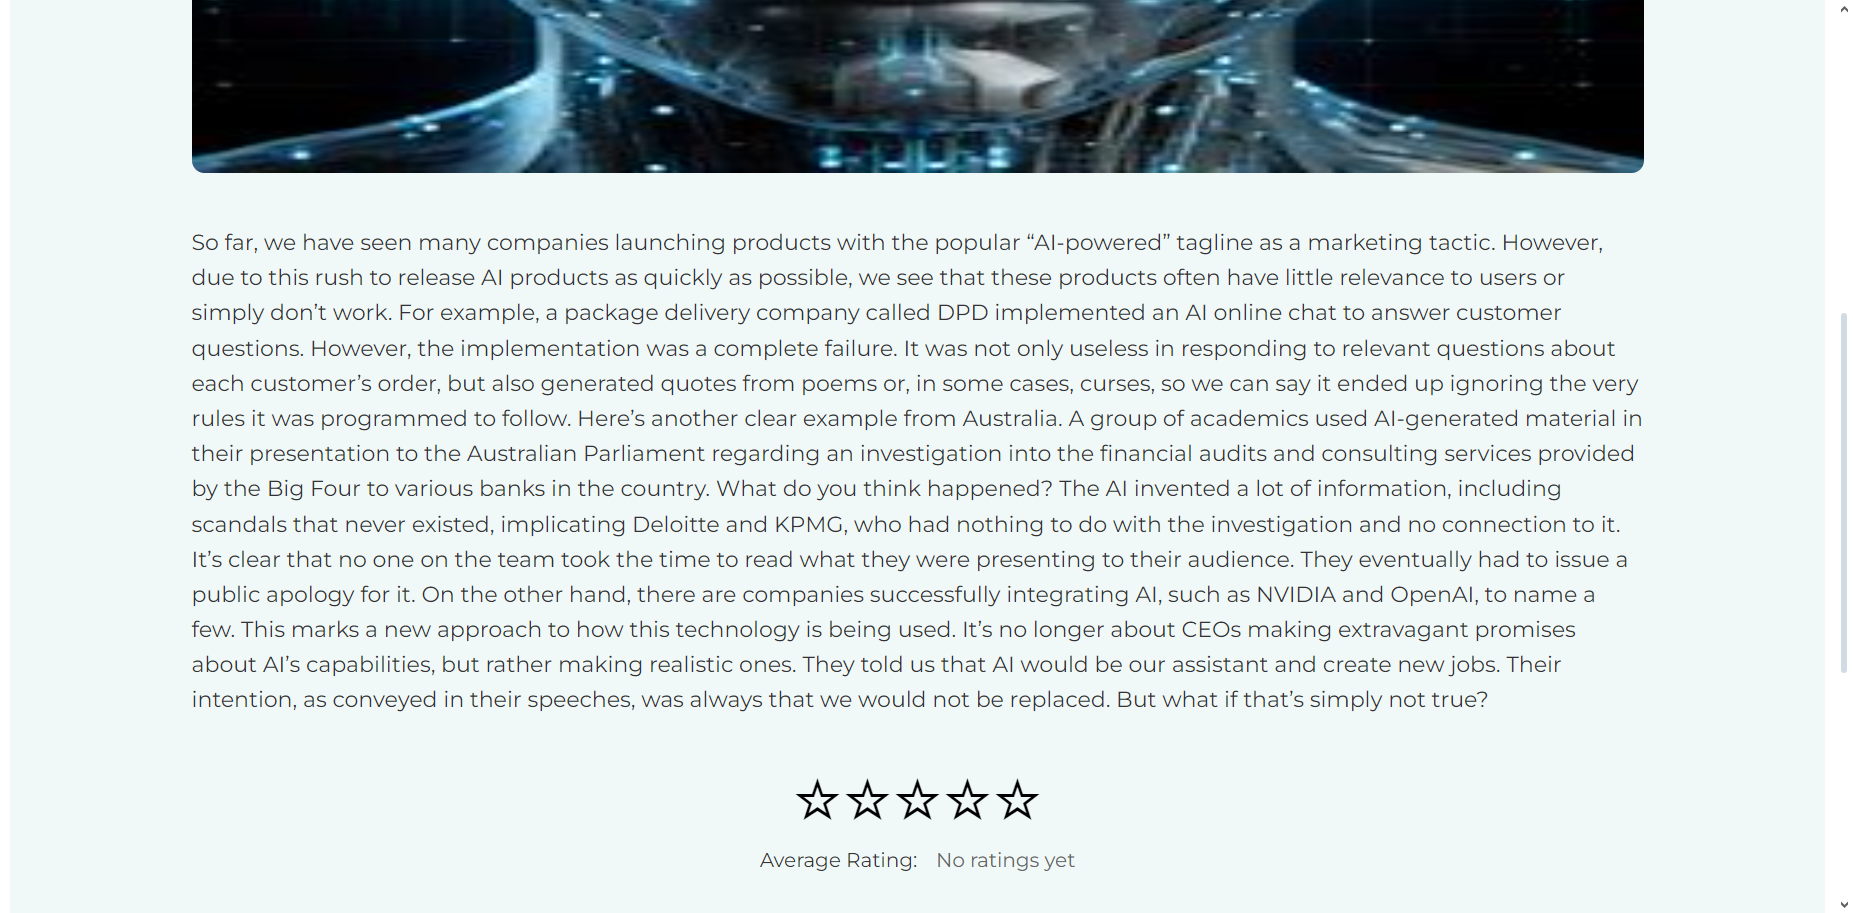 So far, we have seen many companies launching products with the popular “AI-powered” tagline as a marketing tactic. However,
due to this rush to release AI products as quickly as possible, we see that these products often have little relevance to users or
simply don’t work. For example, a package delivery company called DPD implemented an AI online chat to answer customer
questions. However, the implementation was a complete failure. It was not only useless in responding to relevant questions about
each customer’s order, but also generated quotes from poems or, in some cases, curses, so we can say it ended up ignoring the very
rules it was programmed to follow. Here’s another clear example from Australia. A group of academics used AI-generated material in
their presentation to the Australian Parliament regarding an investigation into the financial audits and consulting services provided
by the Big Four to various banks in the country. What do you think happened? The AI invented a lot of information, including
scandals that never existed, implicating Deloitte and KPMG, who had nothing to do with the investigation and no connection to it.
It’s clear that no one on the team took the time to read what they were presenting to their audience. They eventually had to issue a
public apology for it. On the other hand, there are companies successfully integrating AI, such as NVIDIA and OpenAI, to name a
few. This marks a new approach to how this technology is being used. It’s no longer about CEOs making extravagant promises
about AI’s capabilities, but rather making realistic ones. They told us that AI would be our assistant and create new jobs. Their
intention, as conveyed in their speeches, was always that we would not be replaced. But what if that’s simply not true?
Average Rating: No ratings yet